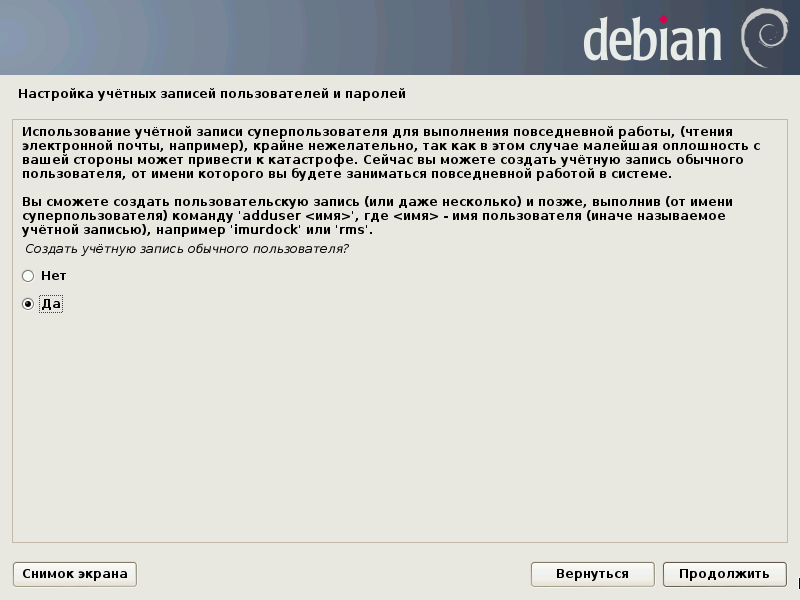 debian
Настройка учётных записей пользователей и паролей
Использование учётной записи суперпользователя для выполнения повседневной работы, (чтения
электронной почты, например), крайне нежелательно, так как в этом случае малейшая оплошность с
вашей стороны может привести к катастрофе. Сейчас вы можете создать учётную запись обычного
пользователя, от имени которого вы будете заниматься повседневной работой в системе.
Вы сможете создать пользовательскую запись (или даже несколько) и позже, выполнив (от имени
суперпользователя) команду 'adduser <имя>', где <имя> - имя пользователя (иначе называемое
учётной записью), например 'imurdock' или 'rms'.
Создать учётную запись обычного пользователя?
Нет
Да
Снимок экрана
Вернуться
Продолжить